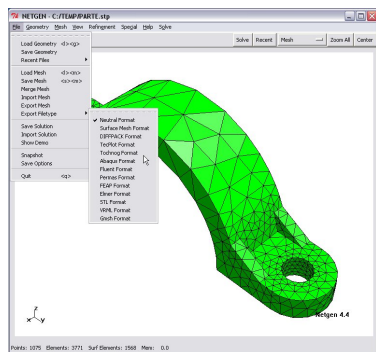 NETGEN - C:/TEMP/PARTE.stp
File Geometry Mesh View Refinement Special Help Solve
Solve Recent Mesh Zoom All Center
Load Geometry <l><g>
Save Geometry
Recent Files
Load Mesh <l><m>
Save Mesh <s><m>
Merge Mesh
Import Mesh
Export Mesh
Export Filetype
Save Solution
Import Solution
Show Demo
Snapshot
Save Options
Quit <q>
Neutral Format
Surface Mesh Format
DIFFPACK Format
TecPlot Format
Tochnog Format
Abaqus Format
Fluent Format
Permas Format
FEAP Format
Elmer Format
STL Format
VRML Format
Gmsh Format
z
x y
Netgen 4.4
Points: 1075 Elements: 3771 Surf Elements: 1568 Mem: 0.0